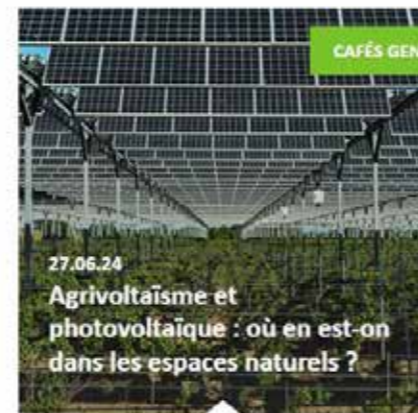 CAFÉS GEN
27.06.24
Agrivoltaïsme et
photovoltaïque : où en est-on
dans les espaces naturels ?